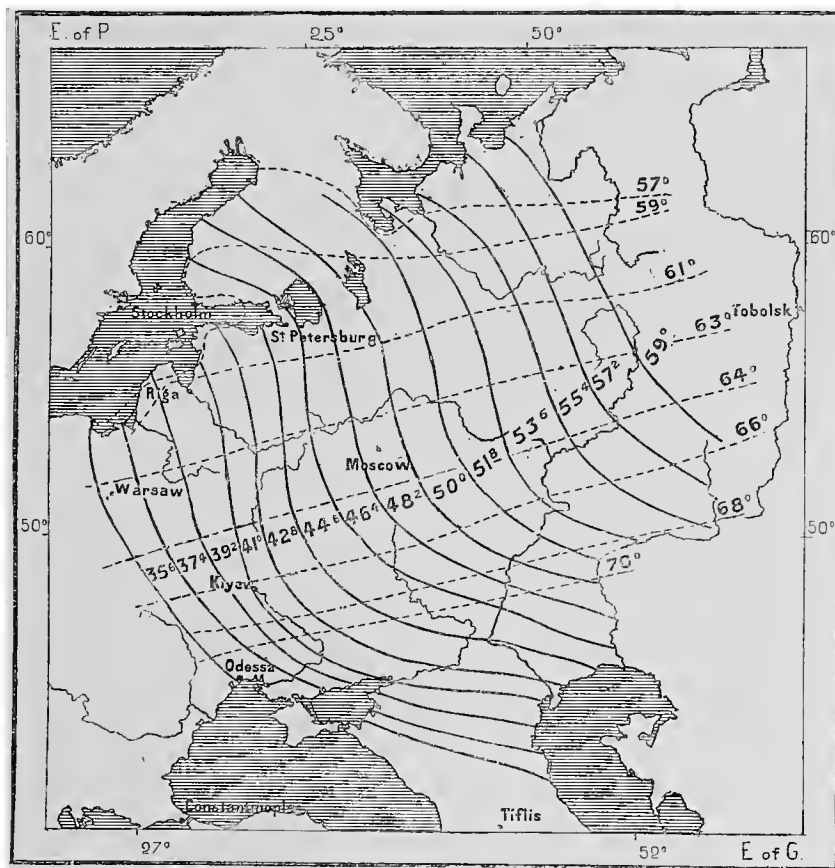 E. of P
25°
50°
57°
59°
60°
60°
61°
Stockholm
St Petersburg
63°
Tobolsk
59°
64°
Riga
57²
55⁴
53⁶
66°
Moscow
51⁸
50°
48²
46⁴
44⁶
42⁸
41°
39²
37⁴
35⁶
Warsaw
68°
50°
50°
70°
Kiyev
Odessa
Constantinople
Tiflis
27°
52°
E of G.